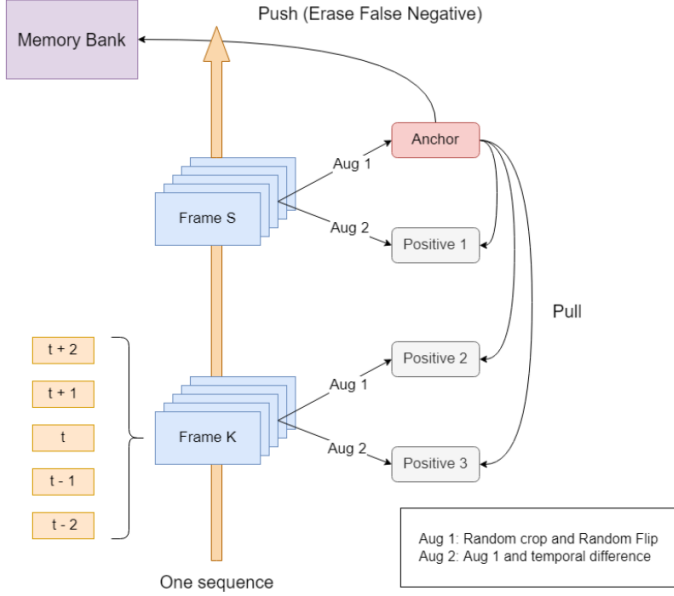 Push (Erase False Negative)
Memory Bank
Anchor
Aug 1
Frame S
Aug 2
Positive 1
Pull
t + 2
t + 1
t
t - 1
t - 2
Frame K
Aug 1
Positive 2
Aug 2
Positive 3
Aug 1: Random crop and Random Flip
Aug 2: Aug 1 and temporal difference
One sequence